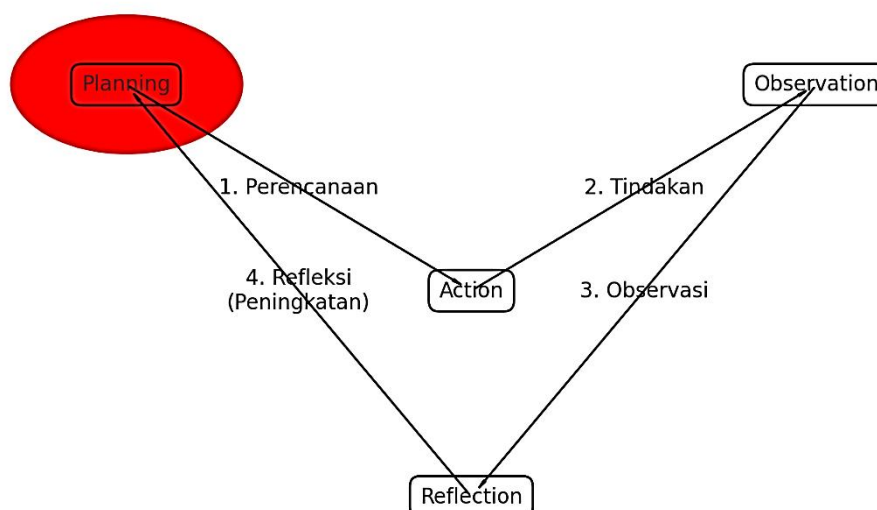 Planning
Observation
1. Perencanaan
2. Tindakan
4. Refleksi
(Peningkatan)
Action
3. Observasi
Reflection